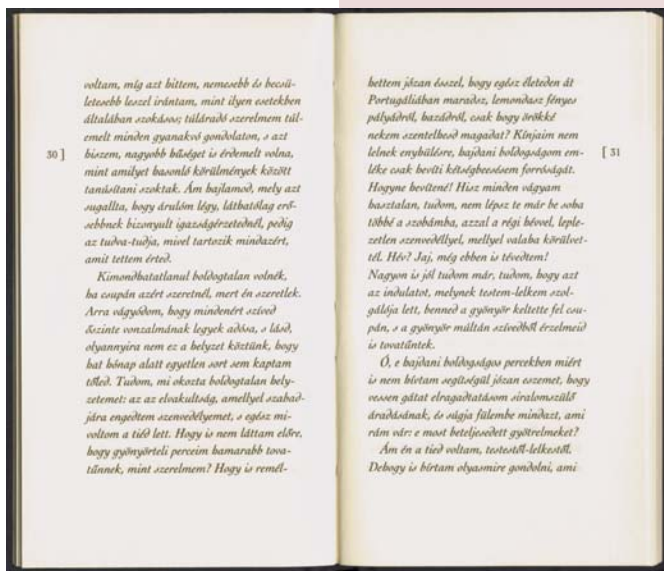 voltam, míg azt hittem, nemesebb és becsü-
letesebb leszel irántam, mint ilyen esetekben
általában szokásos; túláradó szerelmem túl-
emelt minden gyanakvó gondolaton, s azt
30 ] hiszem, nagyobb hűséget is érdemelt volna,
mint amilyet hasonló körülmények között
tanúsítani szoktak. Ám hajlamod, mely azt
sugallta, hogy árulóm légy, láthatólag erő-
sebbnek bizonyult igazságérzetednél, pedig
az tudva-tudja, mivel tartozik mindazért,
amit tettem érted.
Kimondhatatlanul boldogtalan volnék,
ha csupán azért szeretnél, mert én szeretlek.
Arra vágyódom, hogy mindenért szíved
őszinte vonzalmának legyek adósa, s lásd,
olyannyira nem ez a helyzet köztünk, hogy
hat hónap alatt egyetlen sort sem kaptam
tőled. Tudom, mi okozta boldogtalan hely-
zetemet: az az elvakultság, amellyel szabad-
jára engedtem szenvedélyemet, s egész mi-
voltom a tiéd lett. Hogy is nem láttam előre,
hogy gyönyörteli perceim hamarabb tova-
tűnnek, mint szerelmem? Hogy is remél-
hettem józan ésszel, hogy egész életeden át
Portugáliában maradsz, lemondasz fényes
pályádról, hazádról, csak hogy örökké
nekem szentelhesd magadat? Kínjaim nem
lelnek enyhülésre, hajdani boldogságom em- [ 31
léke csak hevíti kétségbeesésem forróságát.
Hogyne hevítené! Hisz minden vágyam
hasztalan, tudom, nem lépsz te már be soha
többé a szobámba, azzal a régi hévvel, leple-
zetlen szenvedéllyel, mellyel valaha körülvet-
tél. Hév? Jaj, még ebben is tévedtem!
Nagyon is jól tudom már, tudom, hogy azt
az indulatot, melynek testem-lelkem szol-
gálója lett, benned a gyönyör keltette fel csu-
pán, s a gyönyör múltán szívedből érzelmeid
is tovatűntek.
Ó, e hajdani boldogságos percekben miért
is nem hívtam segítségül józan eszemet, hogy
vessen gátat elragadtatásom siralomszülő
áradásának, és súgja fülembe mindazt, ami
rám vár: e most beteljesedett gyötrelmeket?
Ám én a tied voltam, testestől-lelkestől.
Dehogy is bírtam olyasmire gondolni, ami